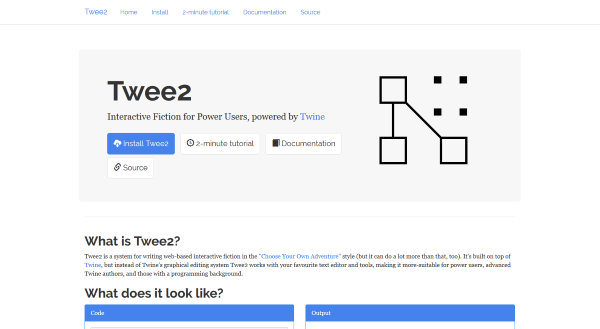 Twee2 Home Install 2-minute tutorial Documentation Source
Twee2
Interactive Fiction for Power Users, powered by Twine
Install Twee2 2-minute tutorial Documentation
Source
What is Twee2?
Twee2 is a system for writing web-based interactive fiction in the "Choose Your Own Adventure" style (but it can do a lot more than that, too). It's built on top of
Twine, but instead of Twine's graphical editing system Twee2 works with your favourite text editor and tools, making it more-suitable for power users, advanced
Twine authors, and those with a programming background.
What does it look like?
Code Output